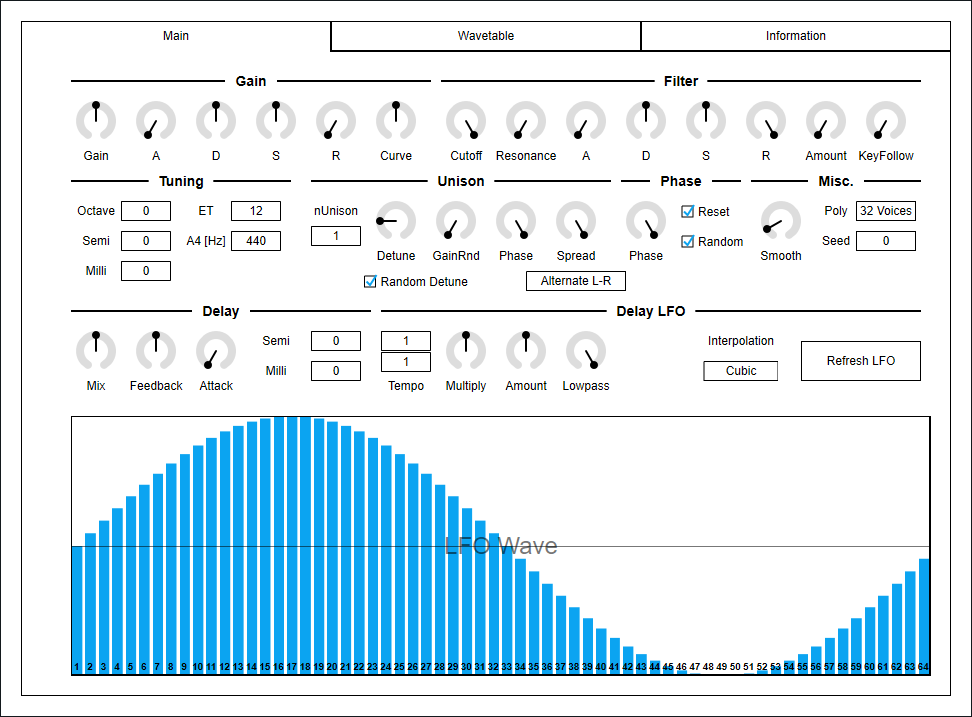 Main Wavetable Information
Gain Filter
Gain A D S R Curve Cutoff Resonance A D S R Amount KeyFollow
Tuning Unison Phase Misc.
Octave 0 ET 12 nUnison Reset Poly 32 Voices
Semi 0 A4 [Hz] 440 1 Random Seed 0
Detune GainRnd Phase Spread Phase Smooth
Milli 0 Random Detune Alternate L-R
Delay Delay LFO
Semi 0 1 Interpolation
Milli 0 1 Cubic Refresh LFO
Mix Feedback Attack Tempo Multiply Amount Lowpass
LFO Wave
1 2 3 4 5 6 7 8 9 10 11 12 13 14 15 16 17 18 19 20 21 22 23 24 25 26 27 28 29 30 31 32 33 34 35 36 37 38 39 40 41 42 43 44 45 46 47 48 49 50 51 52 53 54 55 56 57 58 59 60 61 62 63 64